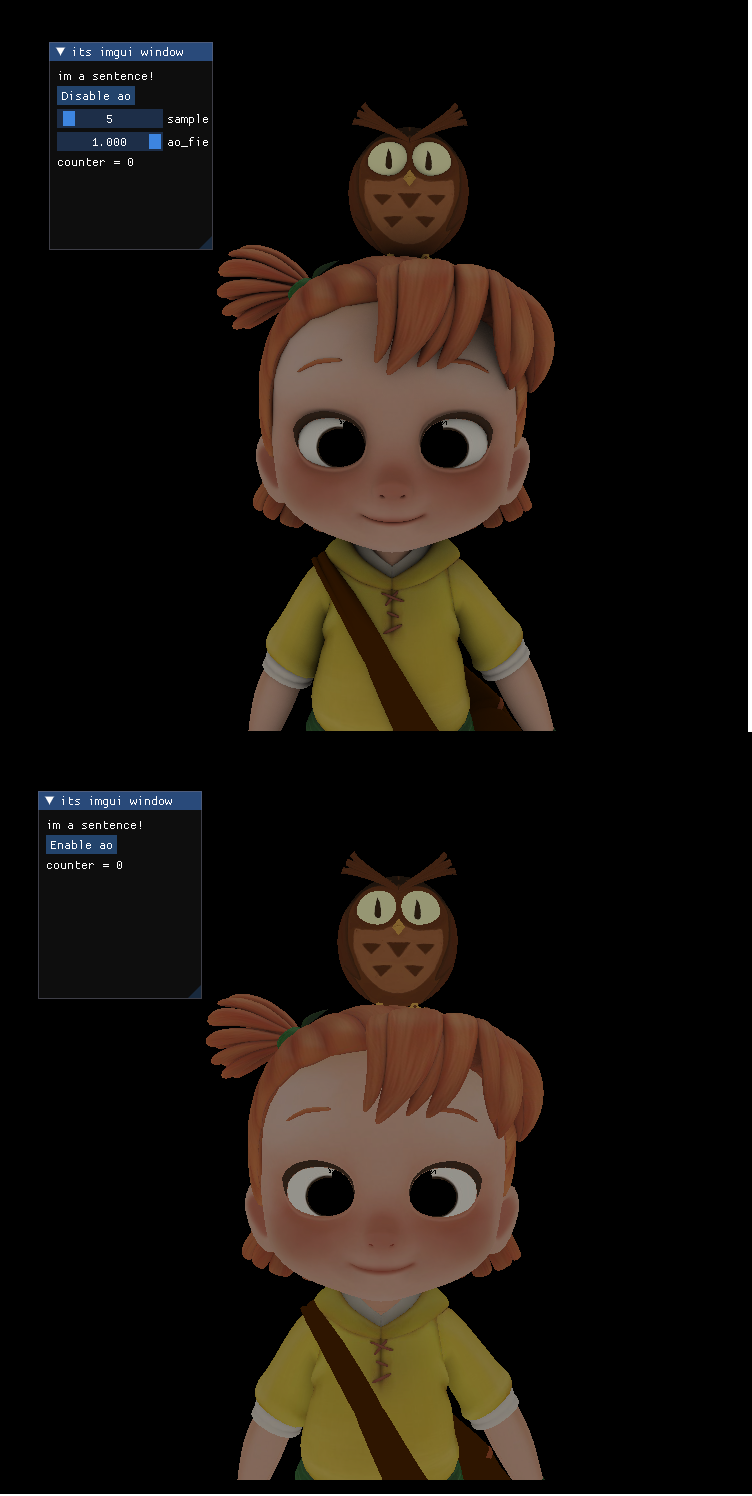 its imgui window
im a sentence!
Disable ao
5 sample
1.000 ao_fie
counter = 0
its imgui window
im a sentence!
Enable ao
counter = 0